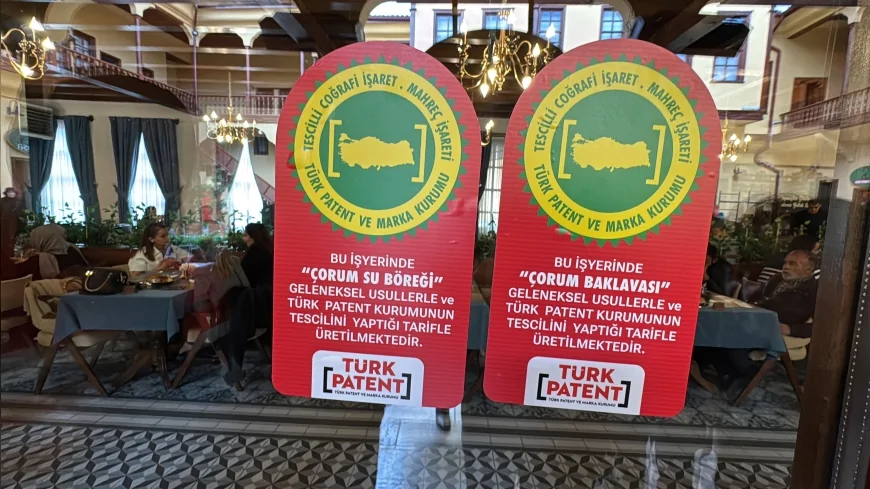 TESCİLLİ COĞRAFİ İŞARET . MAHREÇ İŞARETİ
TÜRK PATENT VE MARKA KURUMU
BU İŞYERİNDE
“ÇORUM SU BÖREĞİ”
GELENEKSEL USULLERLE ve
TÜRK PATENT KURUMUNUN
TESCİLİNİ YAPTIĞI TARİFLE
ÜRETİLMEKTEDİR.
TÜRK
PATENT
TÜRK PATENT VE MARKA KURUMU
TESCİLLİ COĞRAFİ İŞARET . MAHREÇ İŞARETİ
TÜRK PATENT VE MARKA KURUMU
BU İŞYERİNDE
“ÇORUM BAKLAVASI”
GELENEKSEL USULLERLE ve
TÜRK PATENT KURUMUNUN
TESCİLİNİ YAPTIĞI TARİFLE
ÜRETİLMEKTEDİR.
TÜRK
PATENT
TÜRK PATENT VE MARKA KURUMU